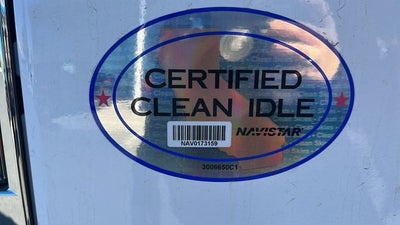 CERTIFIED
CLEAN IDLE
NAVISTAR
NAV0173159
3006650C1